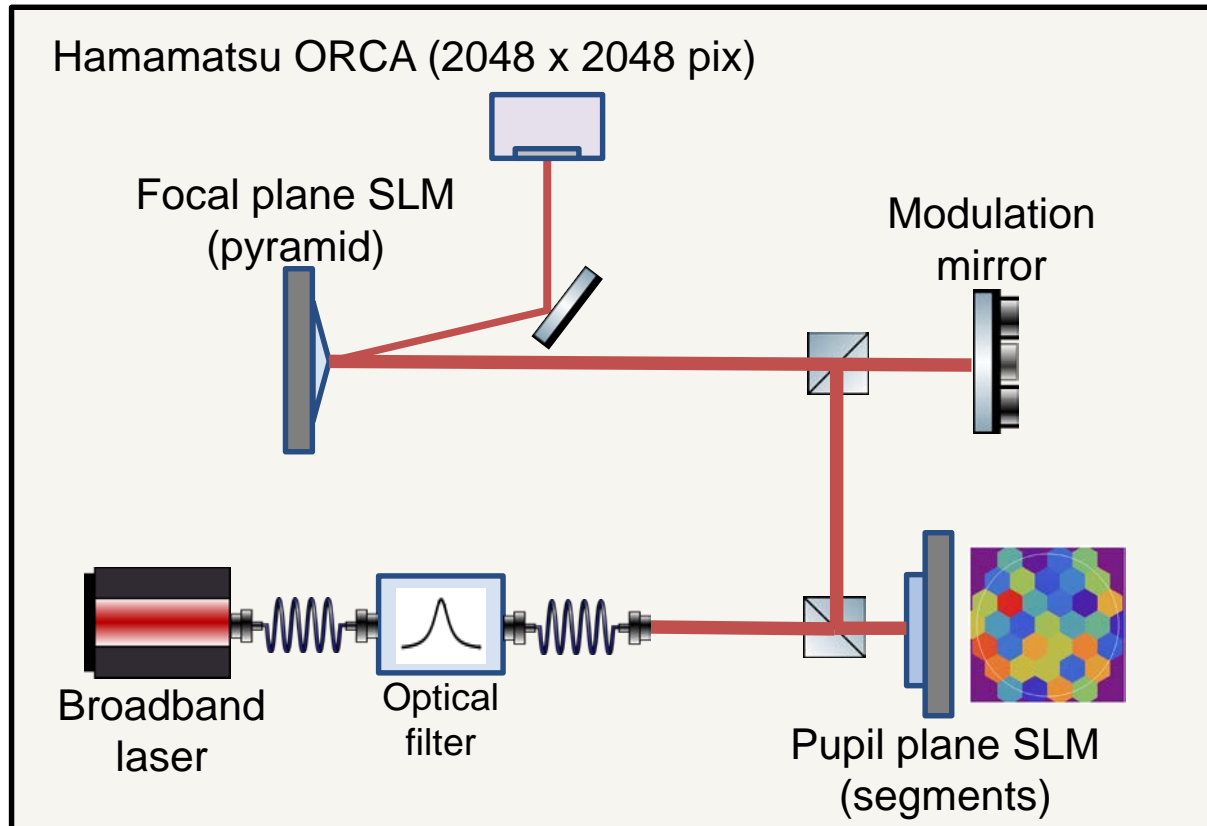 Hamamatsu ORCA (2048 x 2048 pix)
Focal plane SLM
(pyramid)
Modulation
mirror
Broadband
laser
Optical
filter
Pupil plane SLM
(segments)